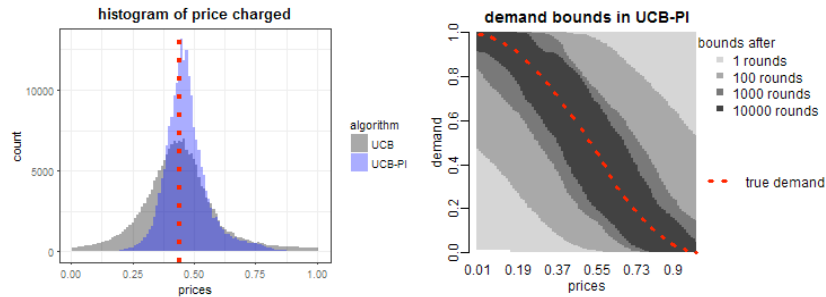 histogram of price charged
count
10000
5000
0
0.00 0.25 0.50 0.75 1.00
prices
algorithm
UCB
UCB-PI
demand bounds in UCB-PI
demand
1.0
0.8
0.6
0.4
0.2
0.0
0.01 0.19 0.37 0.55 0.73 0.9
prices
bounds after
1 rounds
100 rounds
1000 rounds
10000 rounds
true demand